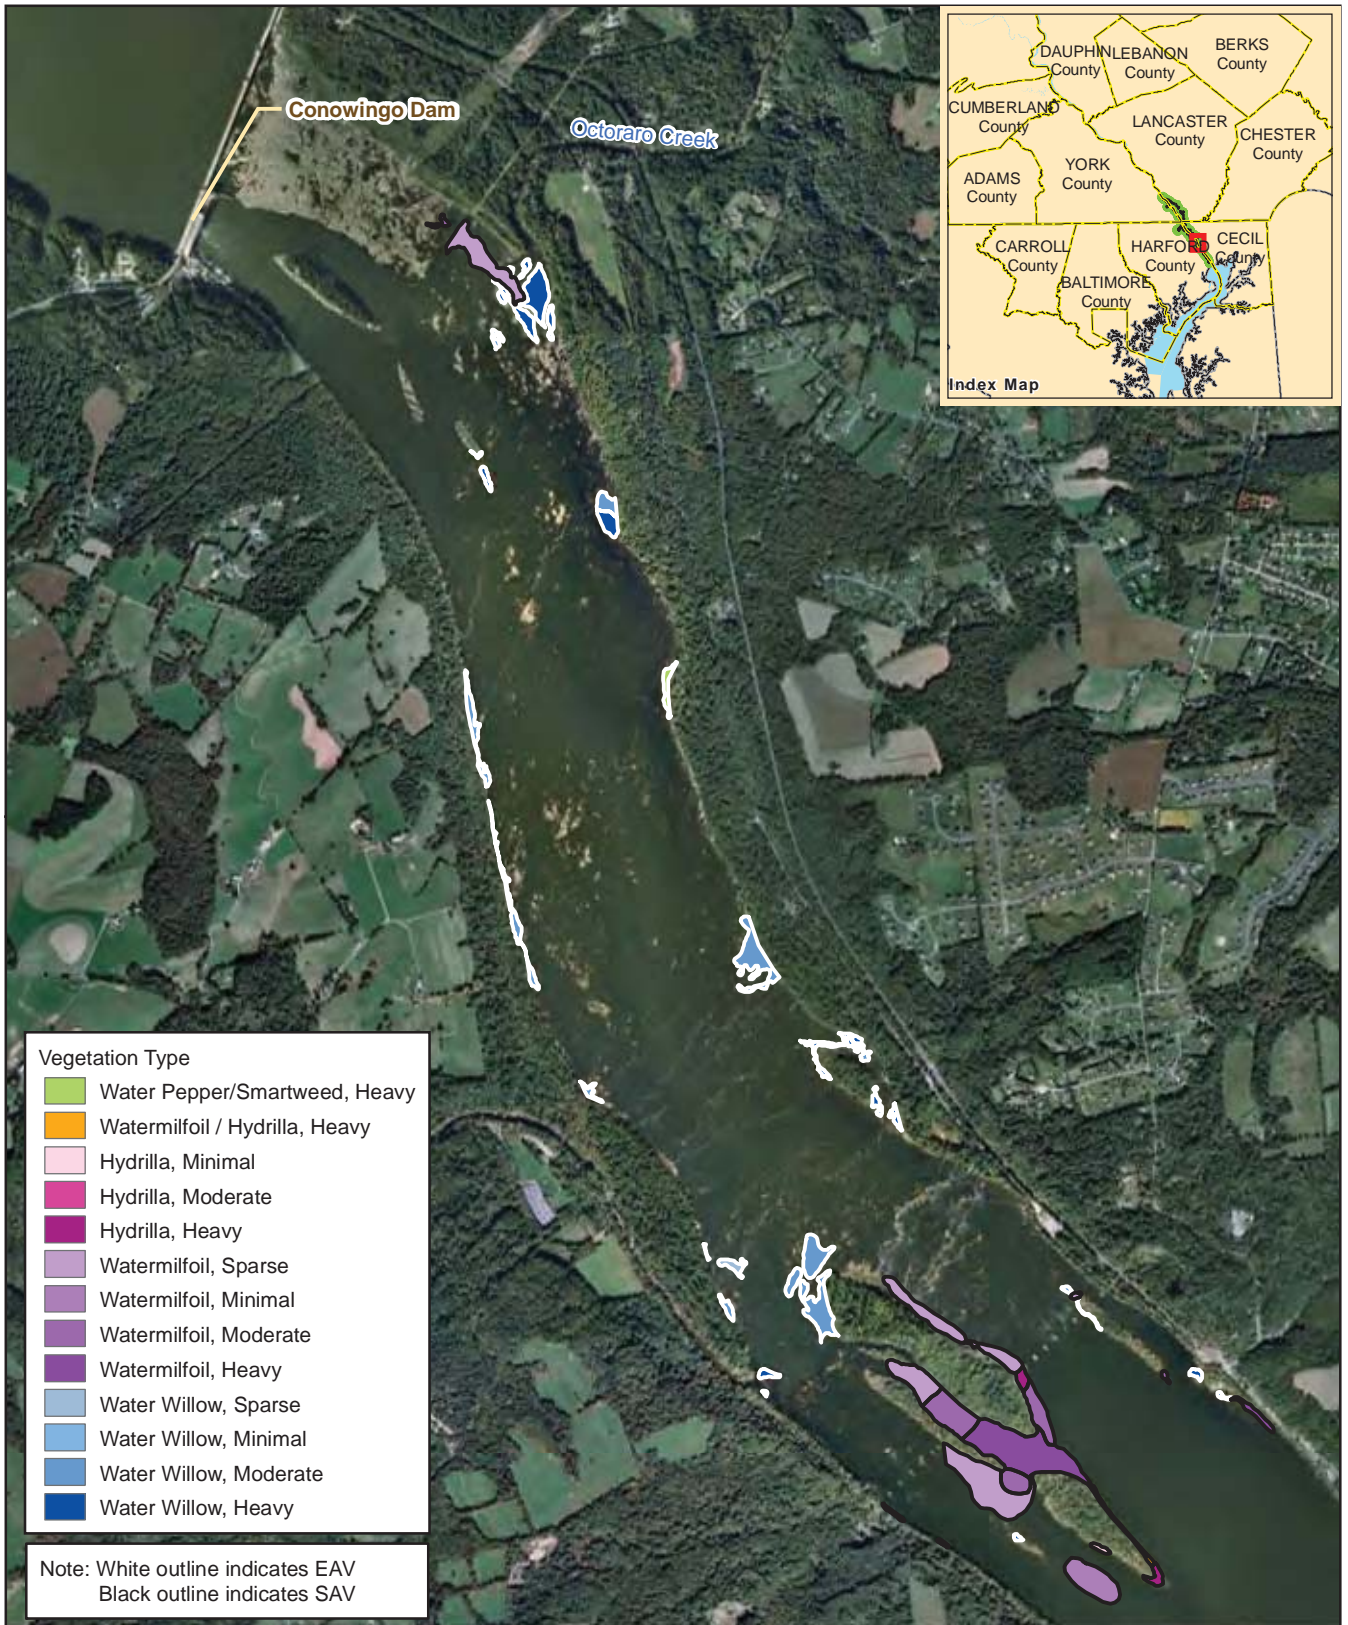 Conowingo Dam
Octoraro Creek
DAUPHIN
County
LEBANON
County
BERKS
County
CUMBERLAND
County
LANCASTER
County
CHESTER
County
YORK
County
ADAMS
County
CARROLL
County
HARFORD
County
CECIL
County
BALTIMORE
County
Index Map
Vegetation Type
Water Pepper/Smartweed, Heavy
Watermilfoil / Hydrilla, Heavy
Hydrilla, Minimal
Hydrilla, Moderate
Hydrilla, Heavy
Watermilfoil, Sparse
Watermilfoil, Minimal
Watermilfoil, Moderate
Watermilfoil, Heavy
Water Willow, Sparse
Water Willow, Minimal
Water Willow, Moderate
Water Willow, Heavy
Note: White outline indicates EAV
Black outline indicates SAV